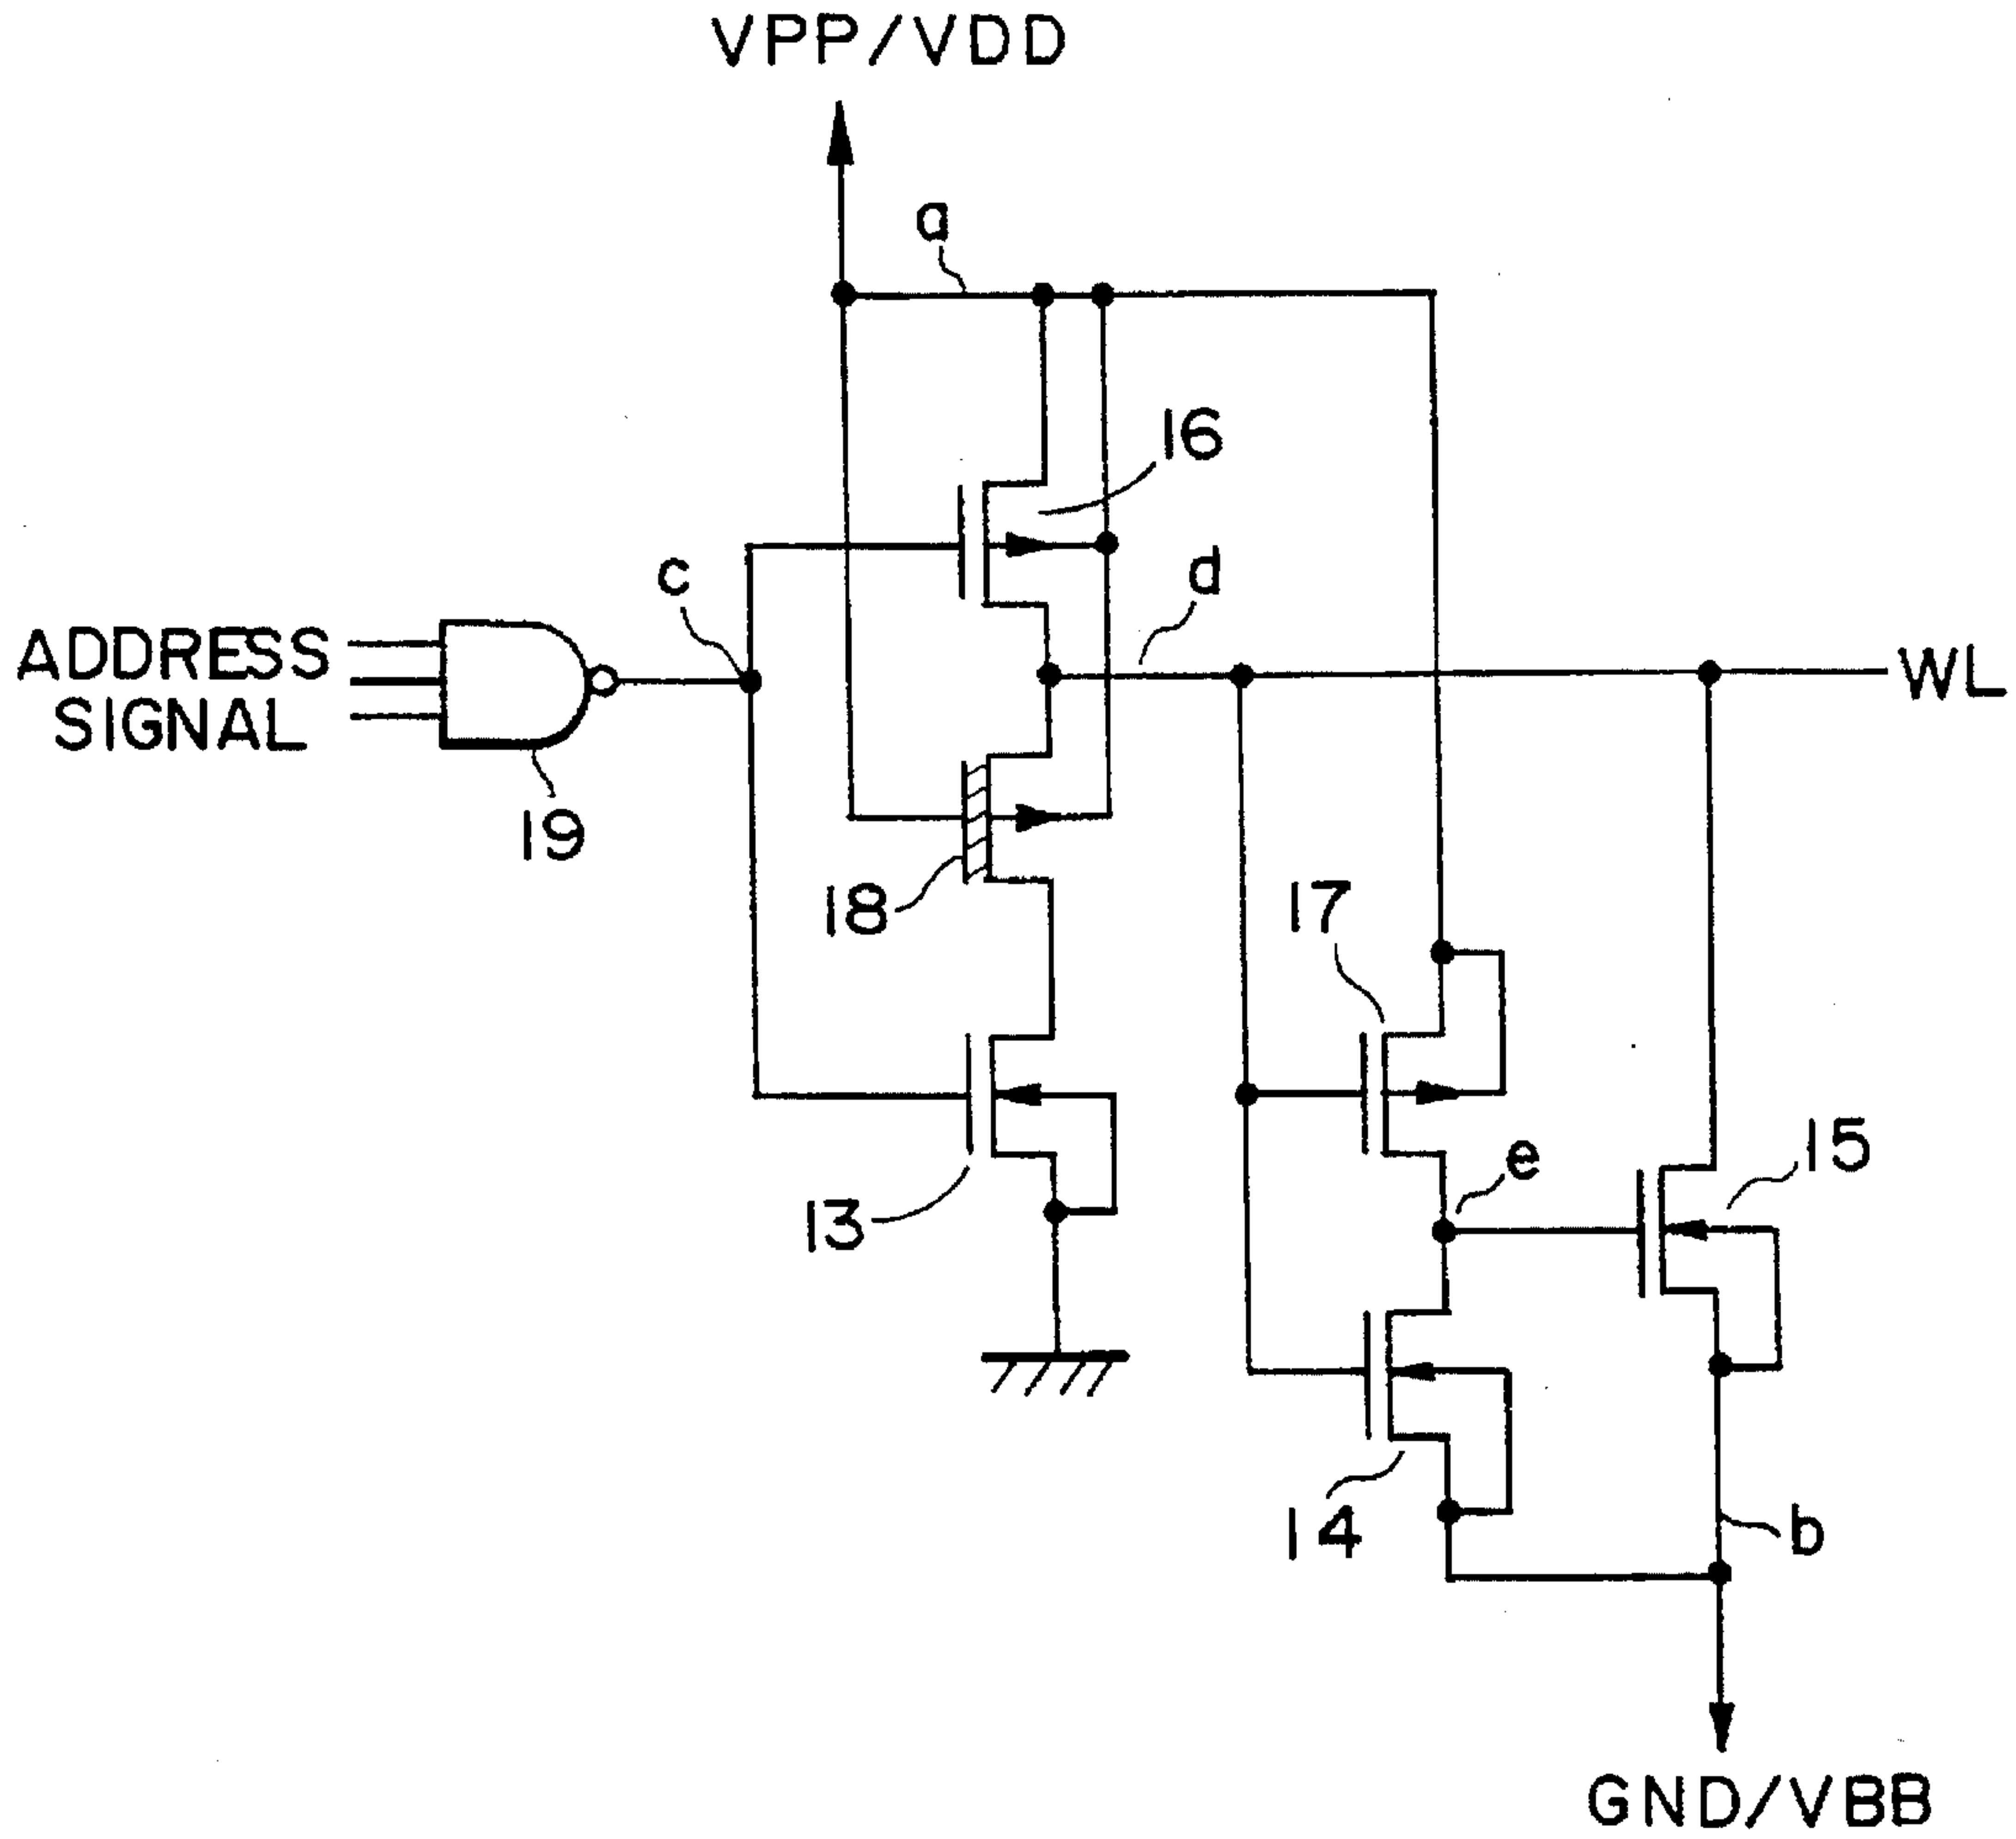 VPP/VDD
a
16
c
d
ADDRESS
SIGNAL
WL
19
18
17
e
15
13
14
b
GND/VBB